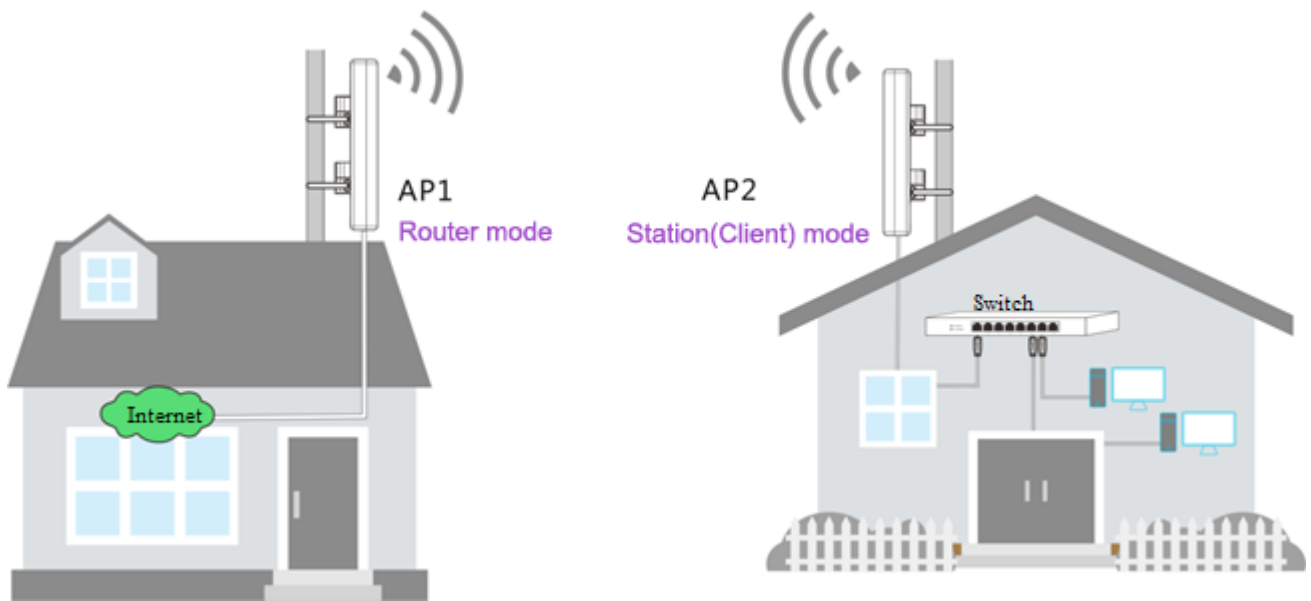 AP1
Router mode
AP2
Station(Client) mode
Switch
Internet